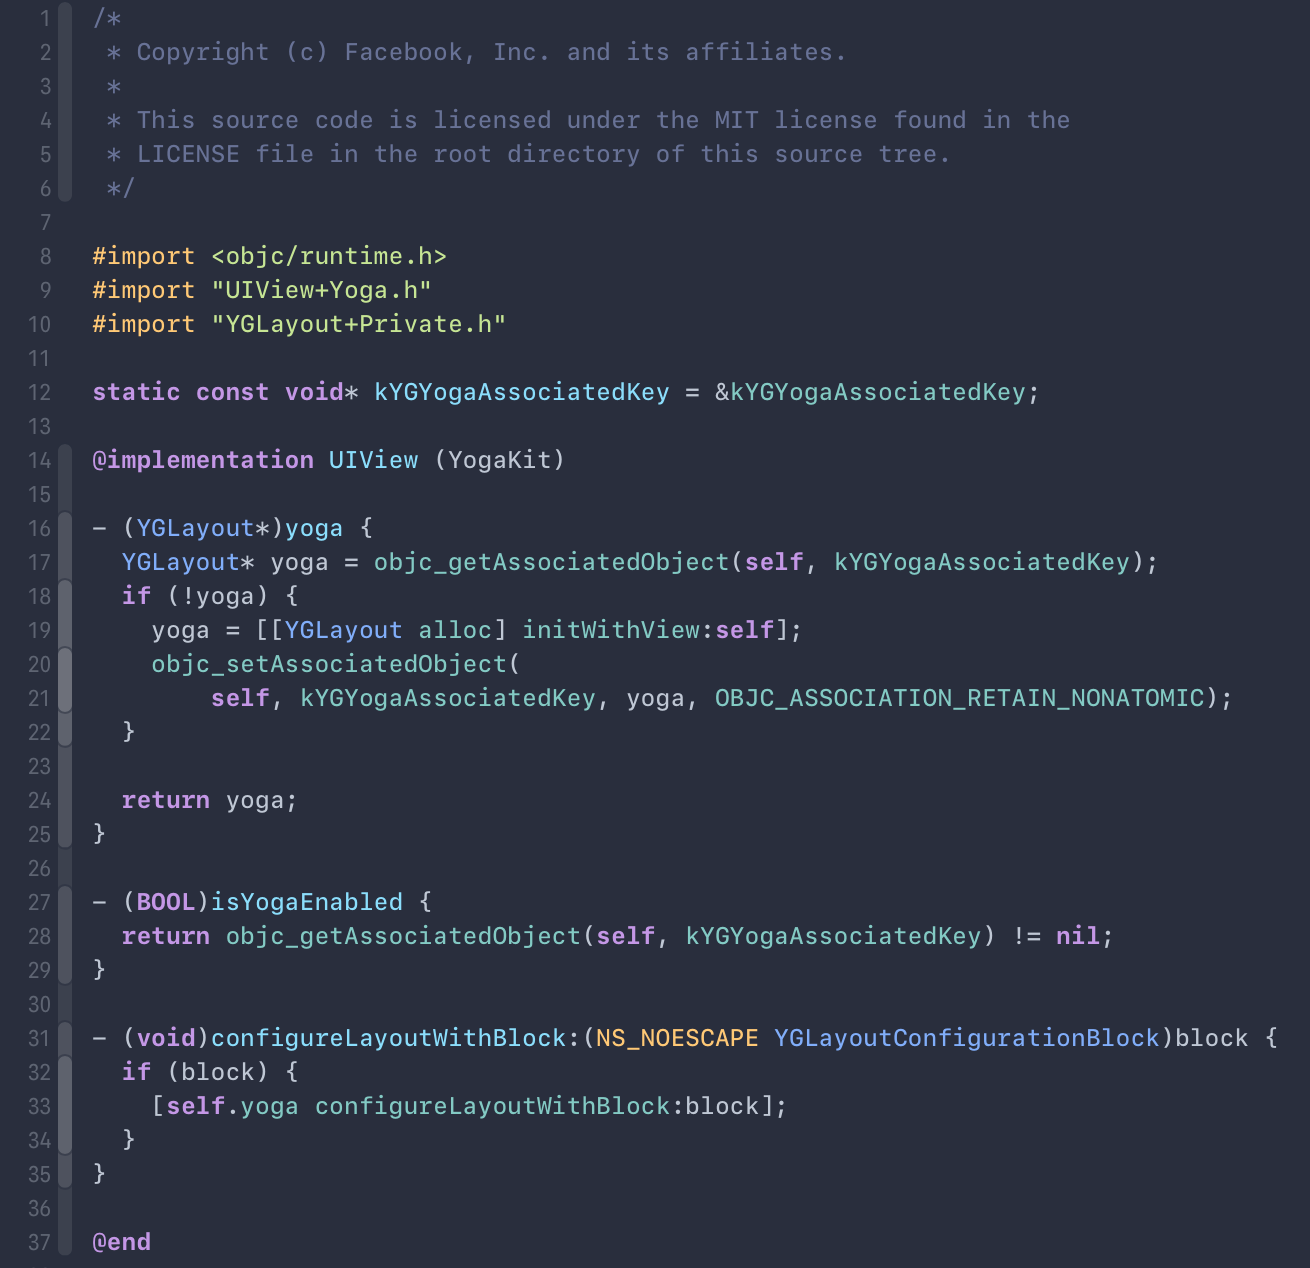 1 /*
2  * Copyright (c) Facebook, Inc. and its affiliates.
3  *
4  * This source code is licensed under the MIT license found in the
5  * LICENSE file in the root directory of this source tree.
6  */
7
8 #import <objc/runtime.h>
9 #import "UIView+Yoga.h"
10 #import "YGLayout+Private.h"
11
12 static const void* kYGYogaAssociatedKey = &kYGYogaAssociatedKey;
13
14 @implementation UIView (YogaKit)
15
16 - (YGLayout*)yoga {
17   YGLayout* yoga = objc_getAssociatedObject(self, kYGYogaAssociatedKey);
18   if (!yoga) {
19     yoga = [[YGLayout alloc] initWithView:self];
20     objc_setAssociatedObject(
21         self, kYGYogaAssociatedKey, yoga, OBJC_ASSOCIATION_RETAIN_NONATOMIC);
22   }
23
24   return yoga;
25 }
26
27 - (BOOL)isYogaEnabled {
28   return objc_getAssociatedObject(self, kYGYogaAssociatedKey) != nil;
29 }
30
31 - (void)configureLayoutWithBlock:(NS_NOESCAPE YGLayoutConfigurationBlock)block {
32   if (block) {
33     [self.yoga configureLayoutWithBlock:block];
34   }
35 }
36
37 @end